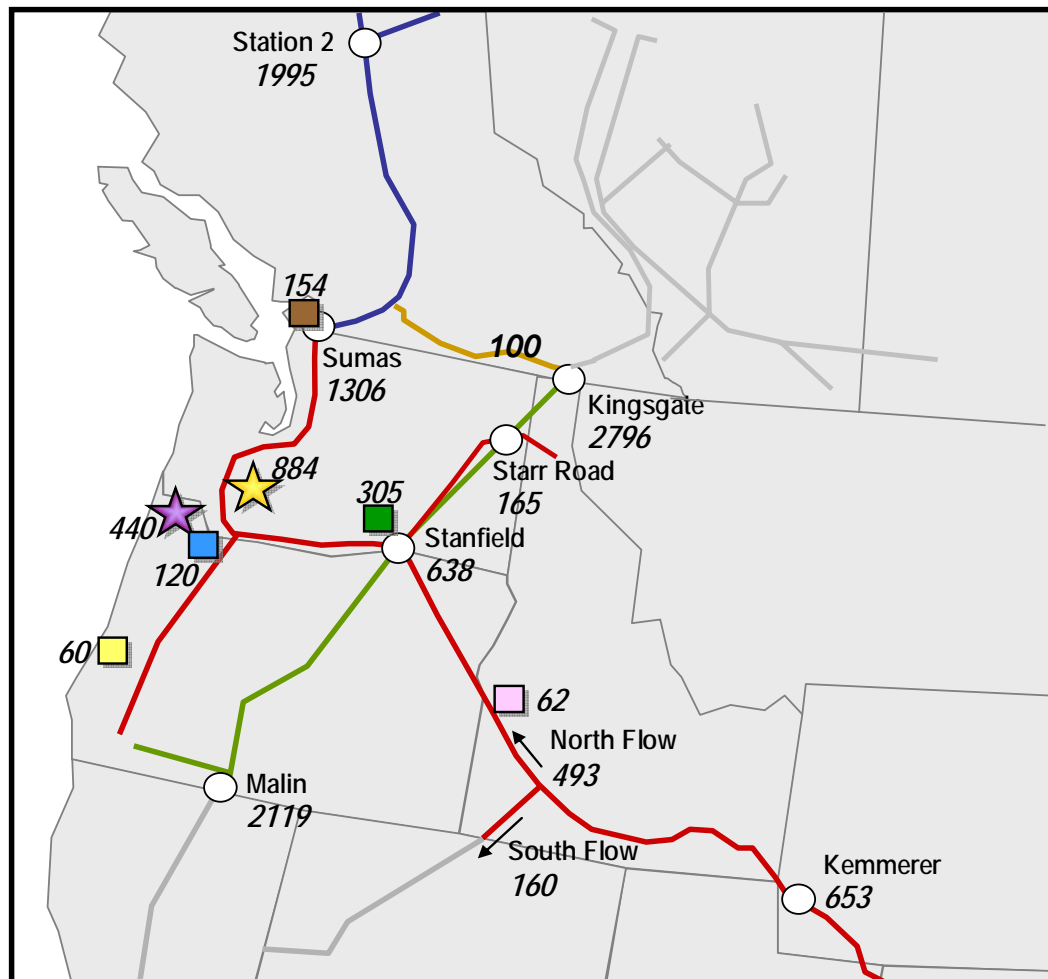 Station 2
1995
154
Sumas
1306
100
Kingsgate
2796
Starr Road
165
884
440
305
120
Stanfield
638
60
62
North Flow
493
Malin
2119
South Flow
160
Kemmerer
653